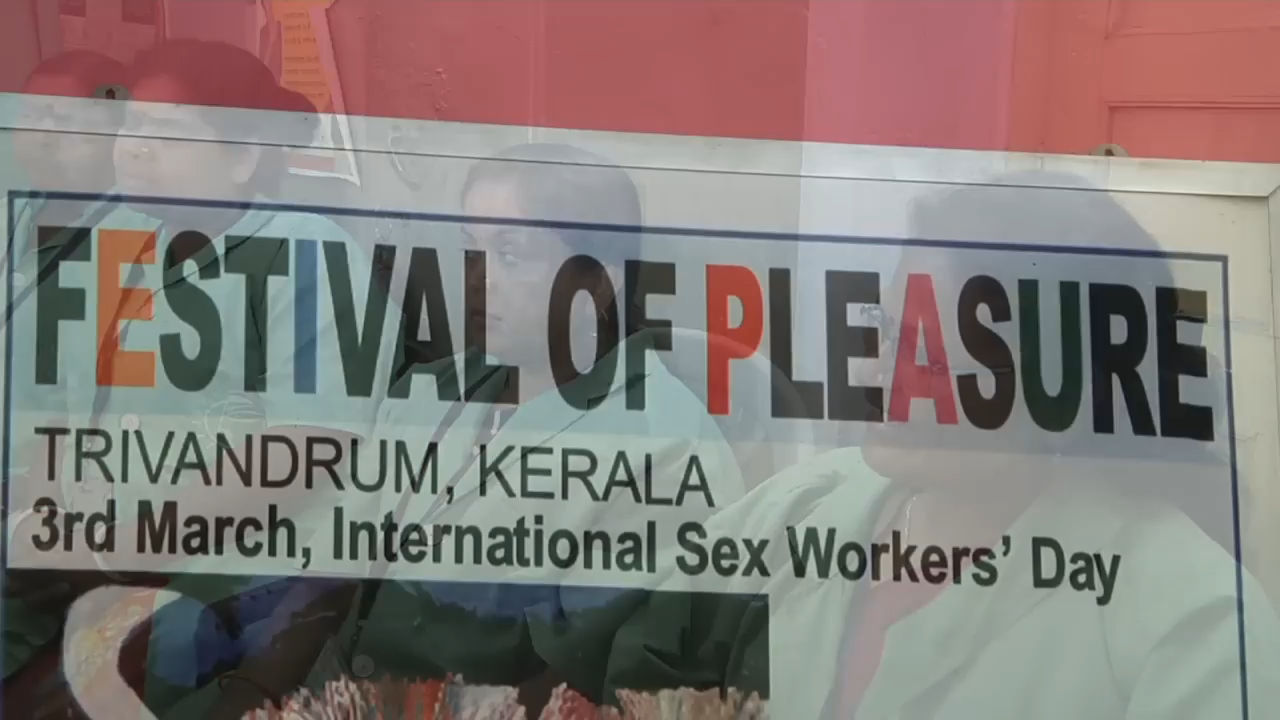 FESTIVAL OF PLEASURE
TRIVANDRUM, KERALA
3rd March, International Sex Workers' Day